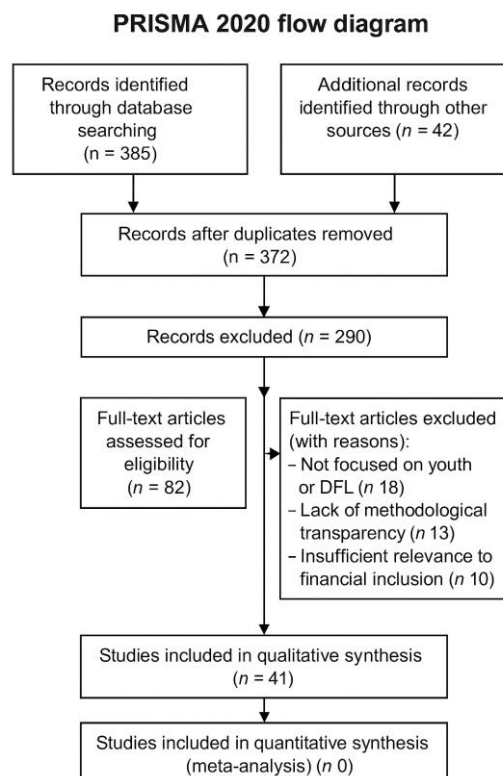 PRISMA 2020 flow diagram
Records identified
through database
searching
(n = 385)
Additional records
identified through other
sources (n = 42)
Records after duplicates removed
(n = 372)
Records excluded (n = 290)
Full-text articles
assessed for
eligibility
(n = 82)
Full-text articles excluded
(with reasons):
– Not focused on youth
or DFL (n 18)
– Lack of methodological
transparency (n 13)
– Insufficient relevance to
financial inclusion (n 10)
Studies included in qualitative synthesis
(n = 41)
Studies included in quantitative synthesis
(meta-analysis) (n 0)